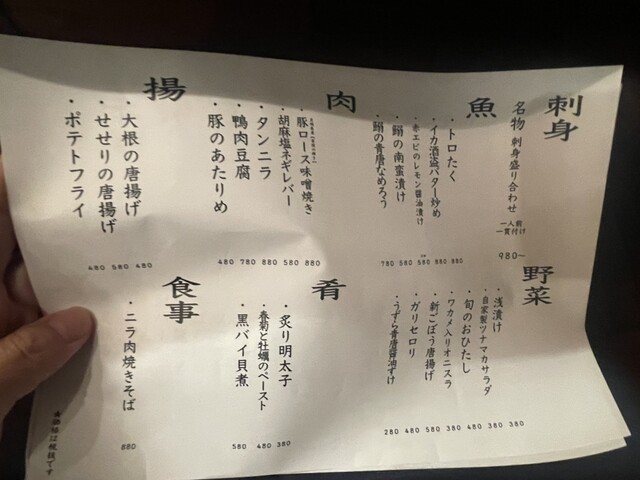 刺身
名物 刺身盛り合わせ
一人前
一貫付け
980〜
魚
・トロたく
・イカ酒盗バター炒め
・赤エビのレモン醤油漬け
・鰯の南蛮漬け
・鰯の青唐なめろう
780 580 580 880 880
肉
・豚ロース味噌焼き
・胡麻塩ネギレバー
・タンニラ
・鴨肉豆腐
・豚のあたりめ
480 780 880 580 880
揚
・大根の唐揚げ
・せせりの唐揚げ
・ポテトフライ
480 580 480
野菜
・浅漬け
・自家製ツナマカサラダ
・旬のおひたし
・ワカメ入りオニスラ
・新ごぼう唐揚げ
・ガリセロリ
・うずら青唐醤油漬け
280 480 580 380 480 380 380
肴
・炙り明太子
・春菊と牡蠣のペースト
・黒バイ貝煮
580 480 380
食事
・ニラ肉焼きそば
880
★価格は税抜です